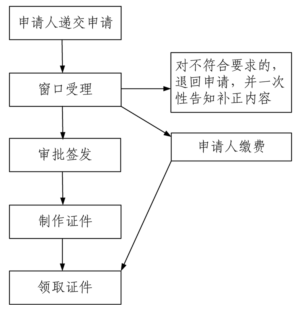 申请人递交申请
窗口受理
对不符合要求的，
退回申请，并一次
性告知补正内容
审批签发
申请人缴费
制作证件
领取证件